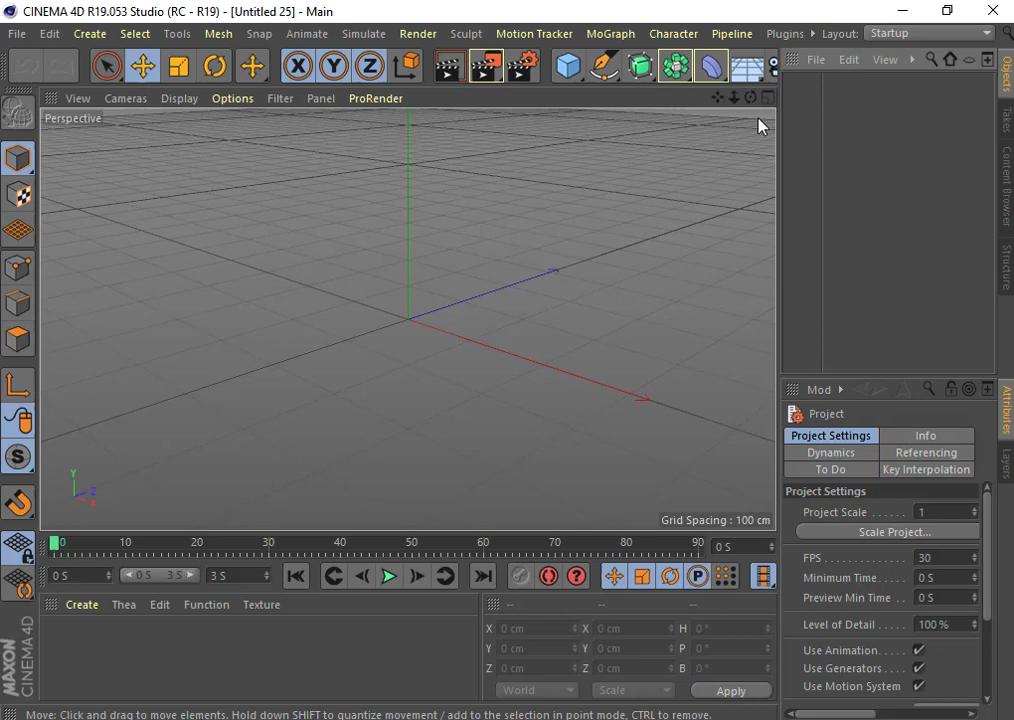 CINEMA 4D R19.053 Studio (RC - R19) - [Untitled 25] - Main
File Edit Create Select Tools Mesh Snap Animate Simulate Render Sculpt Motion Tracker MoGraph Character Pipeline Plugins Layout: Startup
X Y Z
File Edit View
View Cameras Display Options Filter Panel ProRender
Perspective
Objects
Takes
Content Browser
Structure
Y
Z
X
Grid Spacing : 100 cm
Mod
Attributes
Layers
Project
Project Settings Info
Dynamics Referencing
To Do Key Interpolation
Project Settings
Project Scale . . . . . . 1
Scale Project...
FPS . . . . . . . . . . . . . . 30
Minimum Time. . . 0 S
Preview Min Time . . 0 S
Level of Detail . . . . . 100 %
Use Animation. . . .
Use Generators . . .
Use Motion System
S
0 10 20 30 40 50 60 70 80 90 0 S
0 S 0 S 3 S 3 S
P
Create Thea Edit Function Texture
-- -- --
X 0 cm X 0 cm H 0 °
Y 0 cm Y 0 cm P 0 °
Z 0 cm Z 0 cm B 0 °
World Scale Apply
MAXON
CINEMA 4D
Move: Click and drag to move elements. Hold down SHIFT to quantize movement / add to the selection in point mode, CTRL to remove.